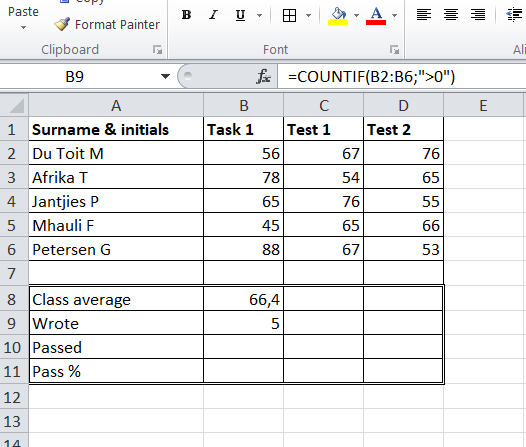 Paste
Format Painter
B I U A
Clipboard Font
B9 fx =COUNTIF(B2:B6;">0")
A B C D E
1 Surname & initials Task 1 Test 1 Test 2
2 Du Toit M 56 67 76
3 Afrika T 78 54 65
4 Jantjies P 65 76 55
5 Mhauli F 45 65 66
6 Petersen G 88 67 53
7
8 Class average 66,4
9 Wrote 5
10 Passed
11 Pass %
12
13
14